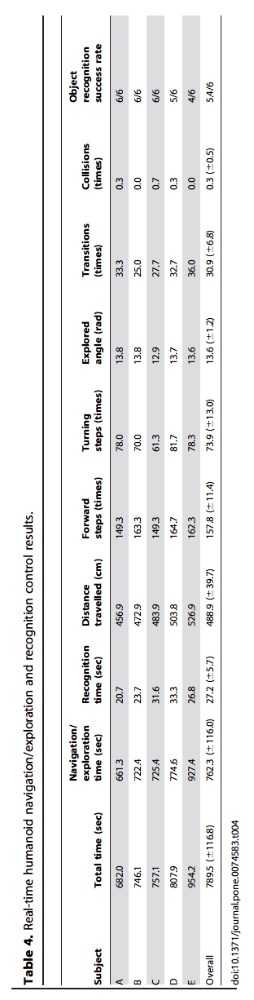 Table 4. Real-time humanoid navigation/exploration and recognition control results.
Subject Total time (sec) Navigation/ exploration time (sec) Recognition time (sec) Distance travelled (cm) Forward steps (times) Turning steps (times) Explored angle (rad) Transitions (times) Collisions (times) Object recognition success rate
A 682.0 661.3 20.7 456.9 149.3 78.0 13.8 33.3 0.3 6/6
B 746.1 722.4 23.7 472.9 163.3 70.0 13.8 25.0 0.0 6/6
C 757.1 725.4 31.6 483.9 149.3 61.3 12.9 27.7 0.7 6/6
D 807.9 774.6 33.3 503.8 164.7 81.7 13.7 32.7 0.3 5/6
E 954.2 927.4 26.8 526.9 162.3 78.3 13.6 36.0 0.0 4/6
Overall 789.5 (±116.8) 762.3 (±116.0) 27.2 (±5.7) 488.9 (±39.7) 157.8 (±11.4) 73.9 (±13.0) 13.6 (±1.2) 30.9 (±6.8) 0.3 (±0.5) 5.4/6
doi:10.1371/journal.pone.0074583.t004